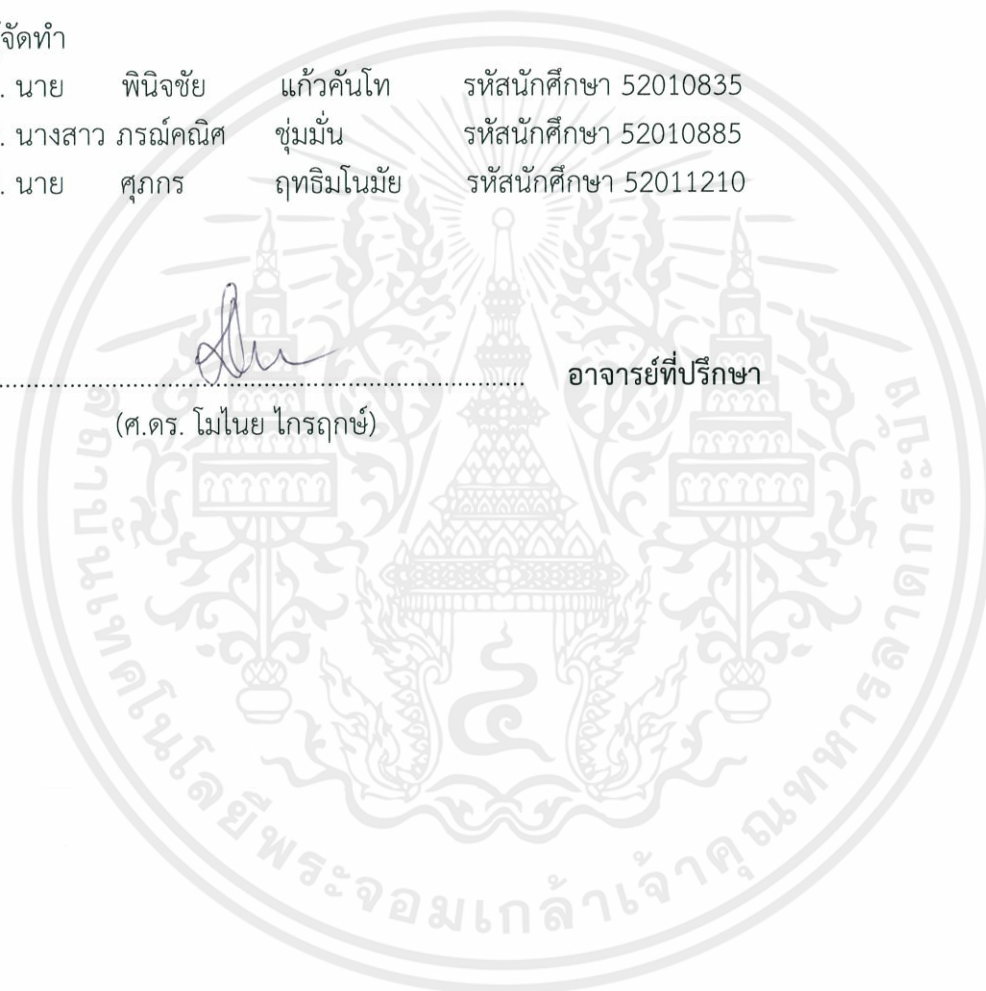 จัดทำ
. นาย พินิจชัย แก้วคันโท รหัสนักศึกษา 52010835
. นางสาว ภรณ์คณิศ ชุ่มมั่น รหัสนักศึกษา 52010885
. นาย ศุภกร ฤทธิมโนมัย รหัสนักศึกษา 52011210
.......................................................................... อาจารย์ที่ปรึกษา
(ศ.ดร. โมไนย ไกรฤกษ์)
สถาบันเทคโนโลยีพระจอมเกล้าเจ้าคุณทหารลาดกระบัง